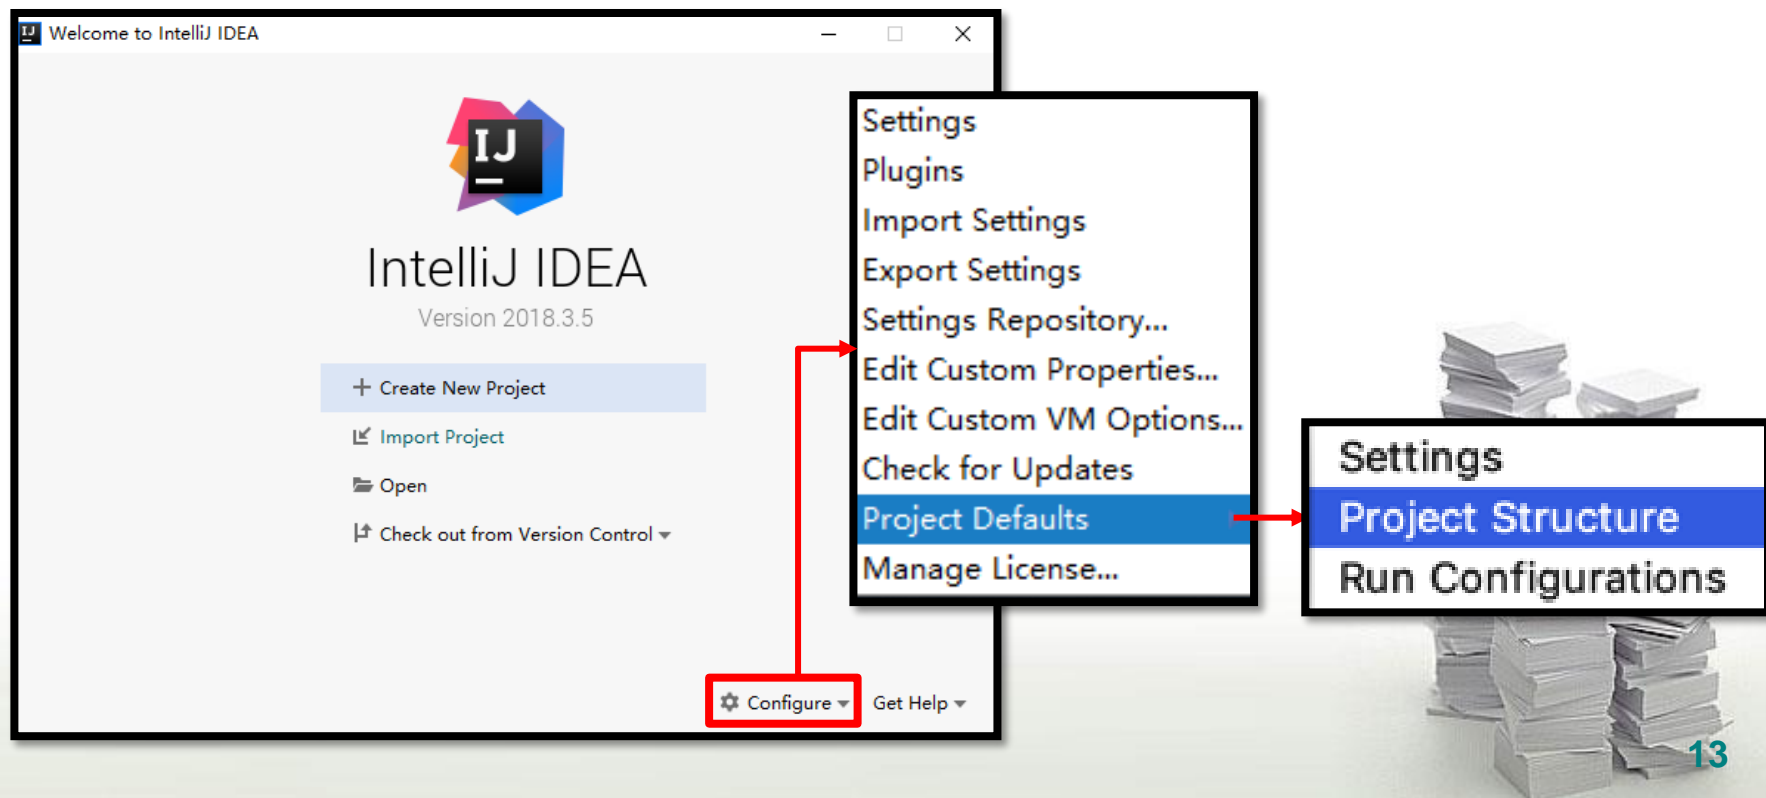 Welcome to IntelliJ IDEA
IJ
IntelliJ IDEA
Version 2018.3.5
Create New Project
Import Project
Open
Check out from Version Control
Configure
Get Help
Settings
Plugins
Import Settings
Export Settings
Settings Repository...
Edit Custom Properties...
Edit Custom VM Options...
Check for Updates
Project Defaults
Manage License...
Settings
Project Structure
Run Configurations
13